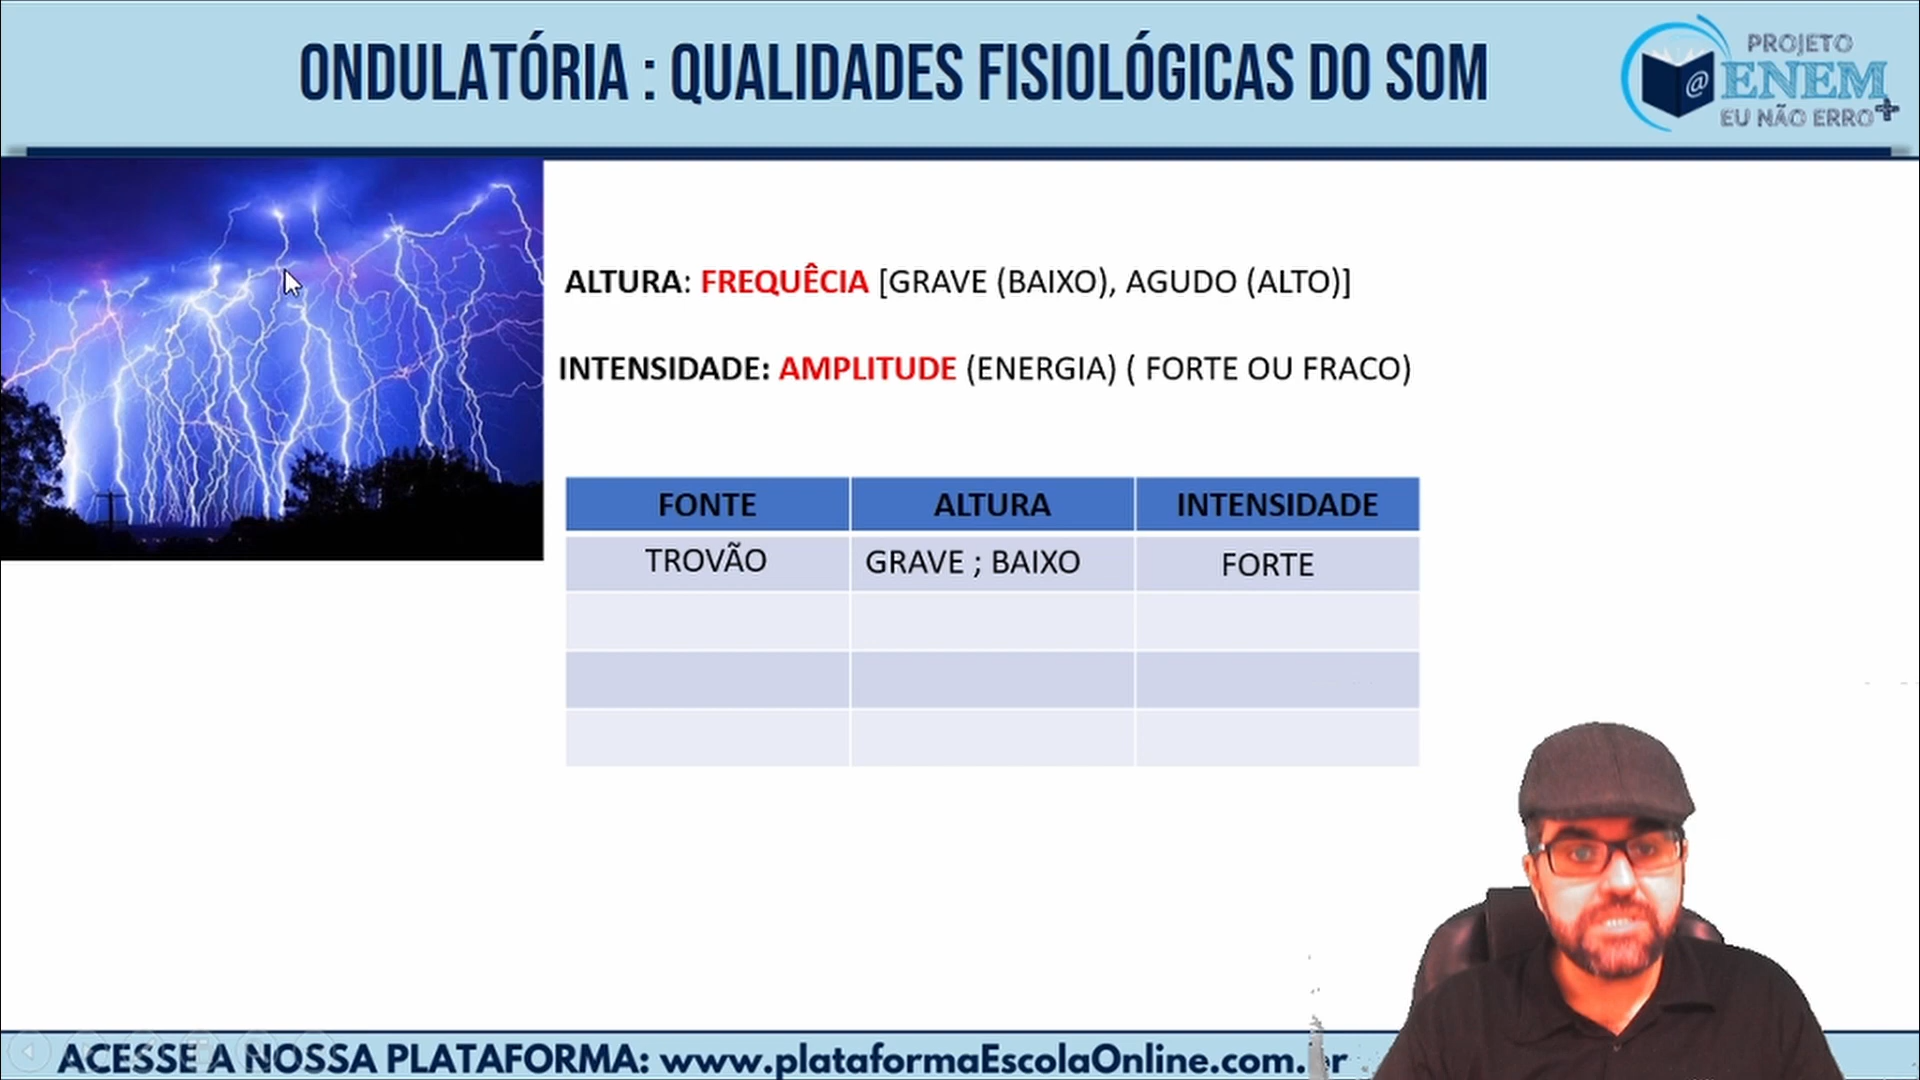 ONDULATÓRIA : QUALIDADES FISIOLÓGICAS DO SOM
PROJETO
@ENEM
EU NÃO ERRO+
ALTURA: FREQUÊCIA [GRAVE (BAIXO), AGUDO (ALTO)]
INTENSIDADE: AMPLITUDE (ENERGIA) ( FORTE OU FRACO)
FONTE ALTURA INTENSIDADE
TROVÃO GRAVE ; BAIXO FORTE
ACESSE A NOSSA PLATAFORMA: www.plataformaEscolaOnline.com.br